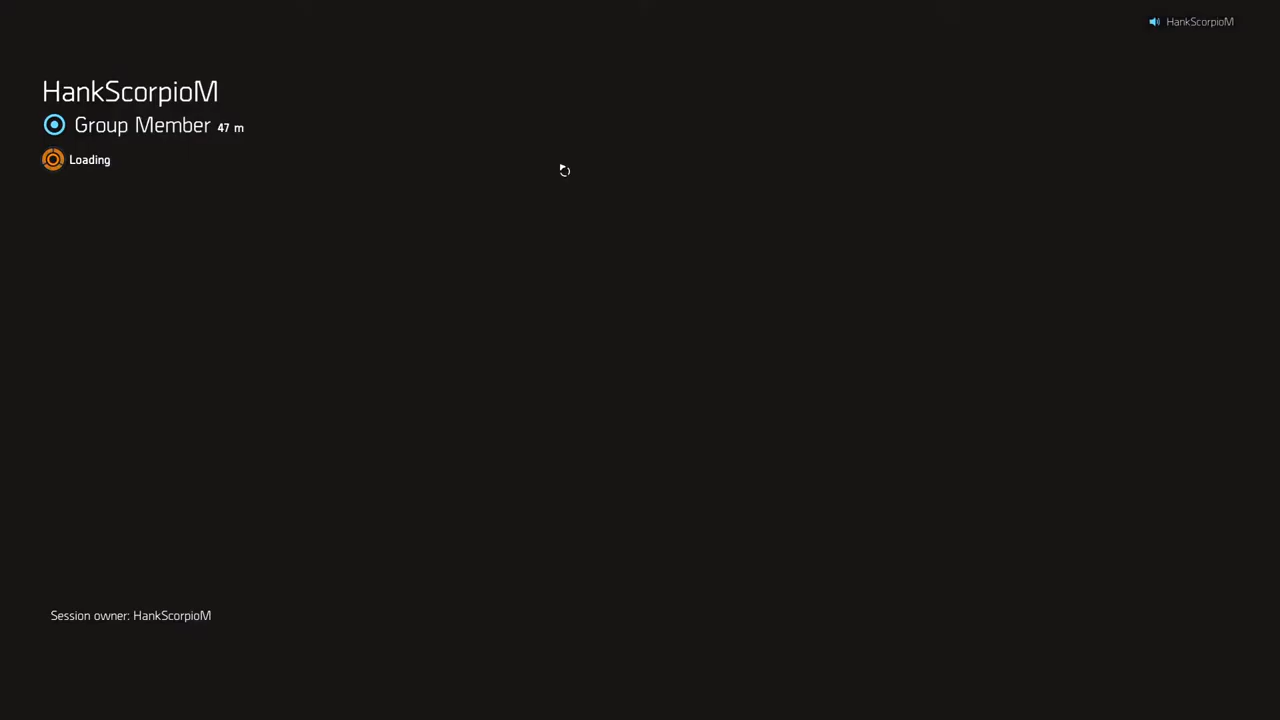 HankScorpioM
HankScorpioM
Group Member 47 m
Loading
Session owner: HankScorpioM